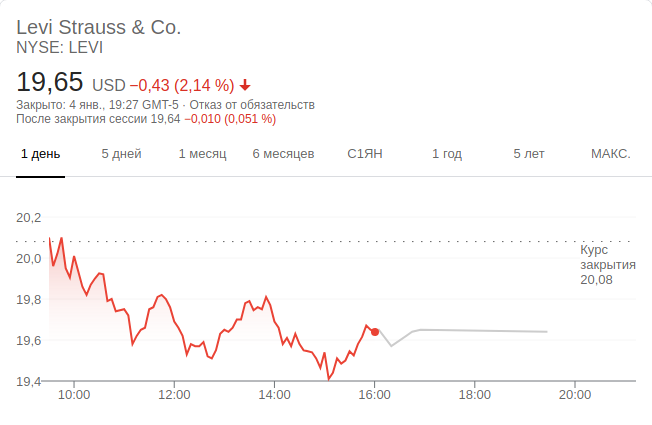 Levi Strauss & Co.
NYSE: LEVI
19,65 USD −0,43 (2,14 %)
Закрыто: 4 янв., 19:27 GMT-5 · Отказ от обязательств
После закрытия сессии 19,64 −0,010 (0,051 %)
1 день 5 дней 1 месяц 6 месяцев С1ЯН 1 год 5 лет МАКС.
20,2
Курс
закрытия
20,08
20,0
19,8
19,6
19,4
10:00 12:00 14:00 16:00 18:00 20:00